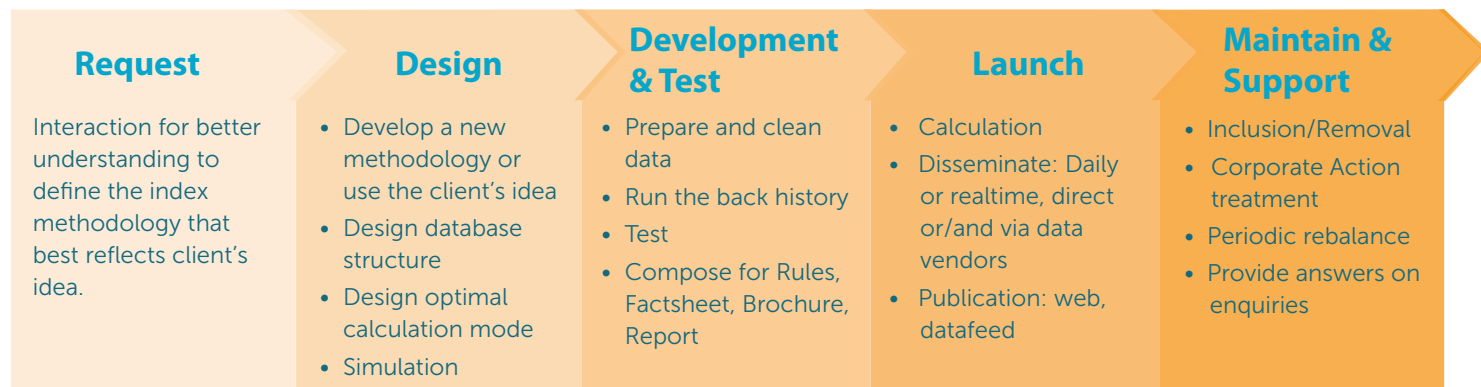 Request
Interaction for better
understanding to
define the index
methodology that
best reflects client’s
idea.
Design
• Develop a new
methodology or
use the client’s idea
• Design database
structure
• Design optimal
calculation mode
• Simulation
Development
& Test
• Prepare and clean
data
• Run the back history
• Test
• Compose for Rules,
Factsheet, Brochure,
Report
Launch
• Calculation
• Disseminate: Daily
or realtime, direct
or/and via data
vendors
• Publication: web,
datafeed
Maintain &
Support
• Inclusion/Removal
• Corporate Action
treatment
• Periodic rebalance
• Provide answers on
enquiries